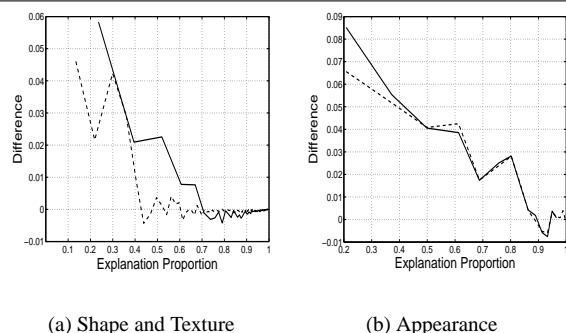 0.06
0.05
0.04
0.03
0.02
0.01
0
−0.01
Difference
0.1 0.2 0.3 0.4 0.5 0.6 0.7 0.8 0.9 1
Explanation Proportion
(a) Shape and Texture
0.09
0.08
0.07
0.06
0.05
0.04
0.03
0.02
0.01
0
−0.01
Difference
0.2 0.3 0.4 0.5 0.6 0.7 0.8 0.9 1
Explanation Proportion
(b) Appearance